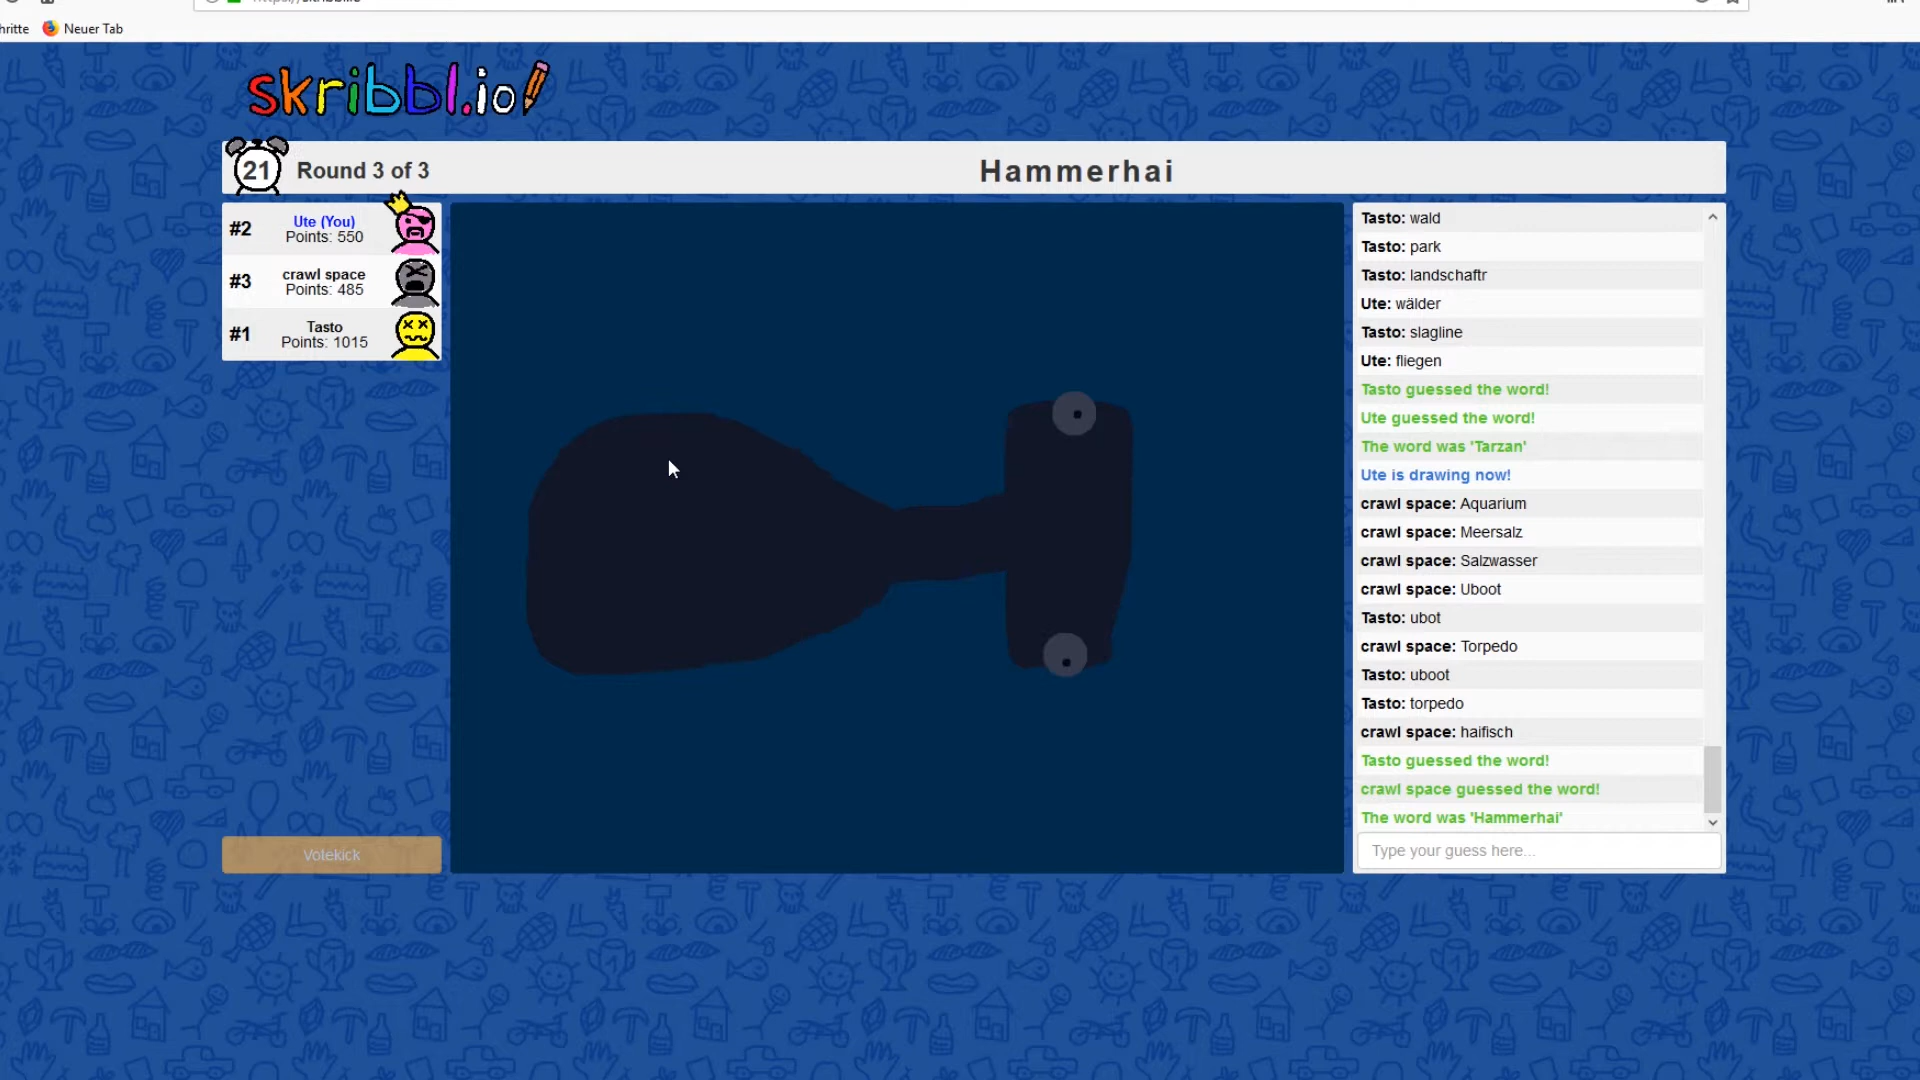 hritte Neuer Tab
skribbl.io
21 Round 3 of 3 Hammerhai
#2 Ute (You)
Points: 550
#3 crawl space
Points: 485
#1 Tasto
Points: 1015
Votekick
Tasto: wald
Tasto: park
Tasto: landschaftr
Ute: wälder
Tasto: slagline
Ute: fliegen
Tasto guessed the word!
Ute guessed the word!
The word was 'Tarzan'
Ute is drawing now!
crawl space: Aquarium
crawl space: Meersalz
crawl space: Salzwasser
crawl space: Uboot
Tasto: ubot
crawl space: Torpedo
Tasto: uboot
Tasto: torpedo
crawl space: haifisch
Tasto guessed the word!
crawl space guessed the word!
The word was 'Hammerhai'
Type your guess here...